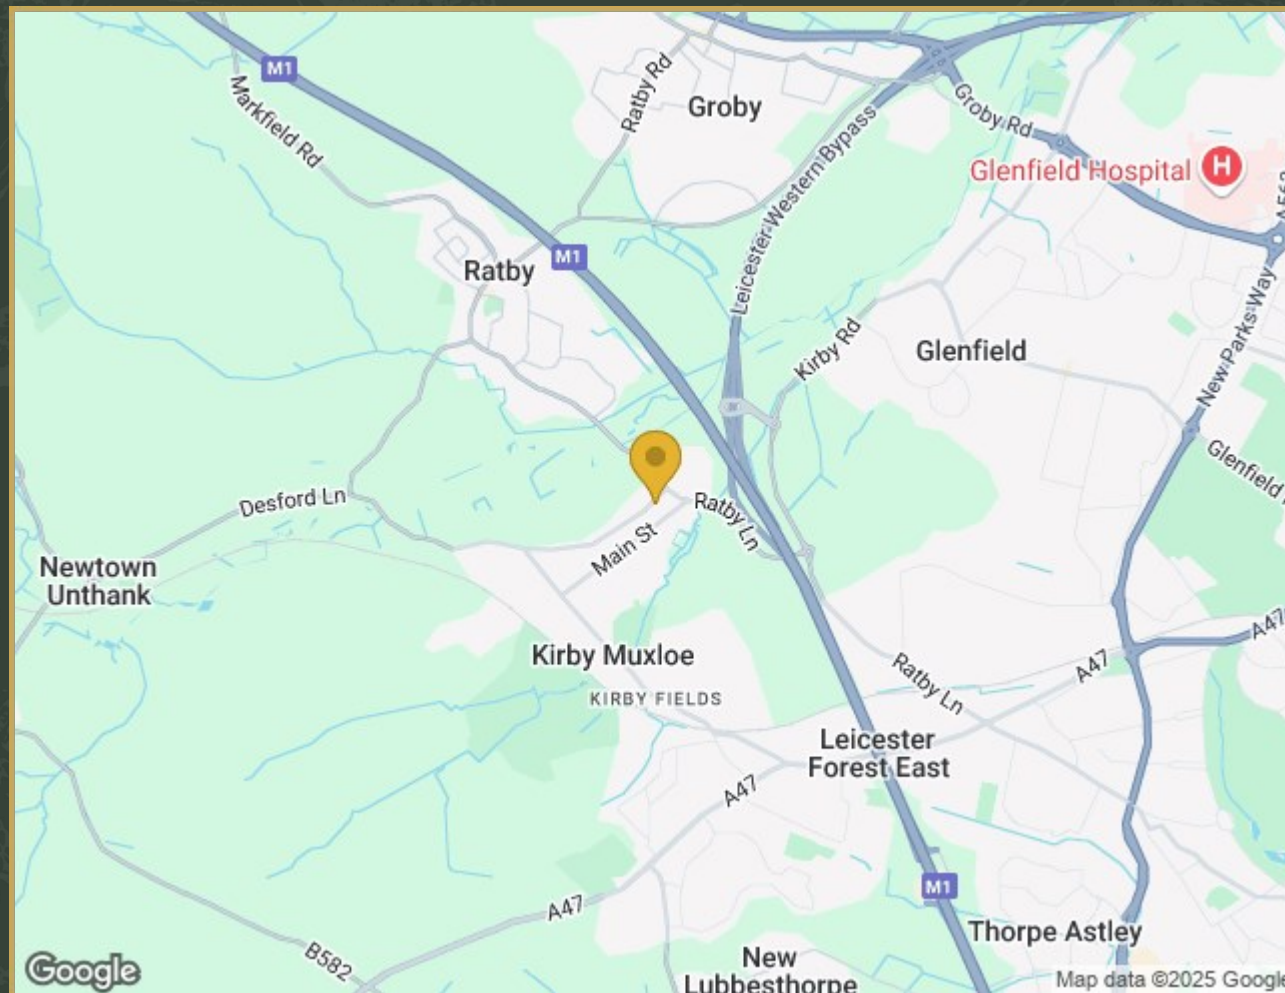 M1
Markfield Rd
Ratby Rd
Groby
Leicester Western Bypass
Groby Rd
Glenfield Hospital
H
Ratby
M1
Kirby Rd
Glenfield
New Parks Way
Glenfield
Desford Ln
Ratby Ln
Main St
Newtown
Unthank
Kirby Muxloe
KIRBY FIELDS
Ratby Ln
A47
A47
Leicester
Forest East
A47
M1
A47
B582
Thorpe Astley
New
Lubbesthorpe
Google
Map data ©2025 Google